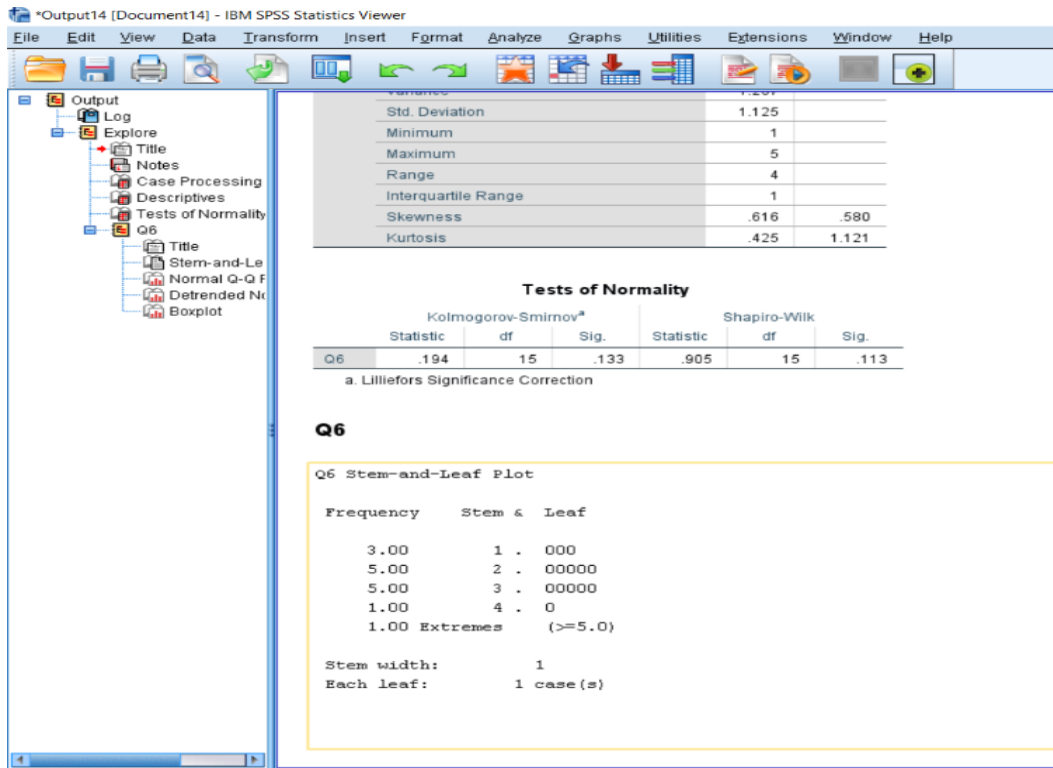 *Output14 [Document14] - IBM SPSS Statistics Viewer
File Edit View Data Transform Insert Format Analyze Graphs Utilities Extensions Window Help
Output
Log
Explore
Title
Notes
Case Processing
Descriptives
Tests of Normality
Q6
Title
Stem-and-Le
Normal Q-Q P
Detrended No
Boxplot
Std. Deviation 1.125
Minimum 1
Maximum 5
Range 4
Interquartile Range 1
Skewness .616 .580
Kurtosis .425 1.121
Tests of Normality
Kolmogorov-Smirnov a Shapiro-Wilk
Statistic df Sig. Statistic df Sig.
Q6 .194 15 .133 .905 15 .113
a. Lilliefors Significance Correction
Q6
Q6 Stem-and-Leaf Plot
Frequency Stem & Leaf
3.00 1 . 000
5.00 2 . 00000
5.00 3 . 00000
1.00 4 . 0
1.00 Extremes (>=5.0)
Stem width: 1
Each leaf: 1 case(s)